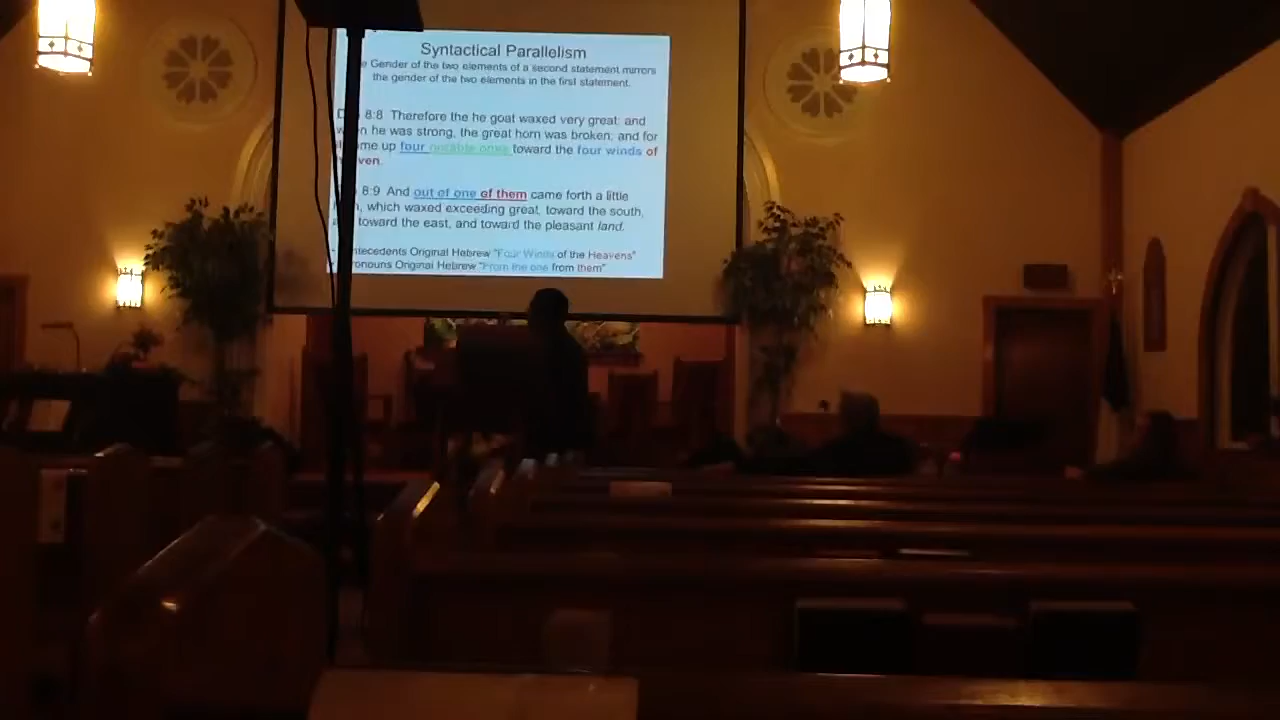 Syntactical Parallelism
e Gender of the two elements of a second statement mirrors
the gender of the two elements in the first statement.
D 8:8 Therefore the he goat waxed very great: and
w n he was strong, the great horn was broken; and for
me up four notable ones toward the four winds of
ven.
8:9 And out of one of them came forth a little
n, which waxed exceeding great, toward the south,
toward the east, and toward the pleasant land.
ntecedents Original Hebrew "Four Winds of the Heavens"
ronouns Original Hebrew "From the one from them"